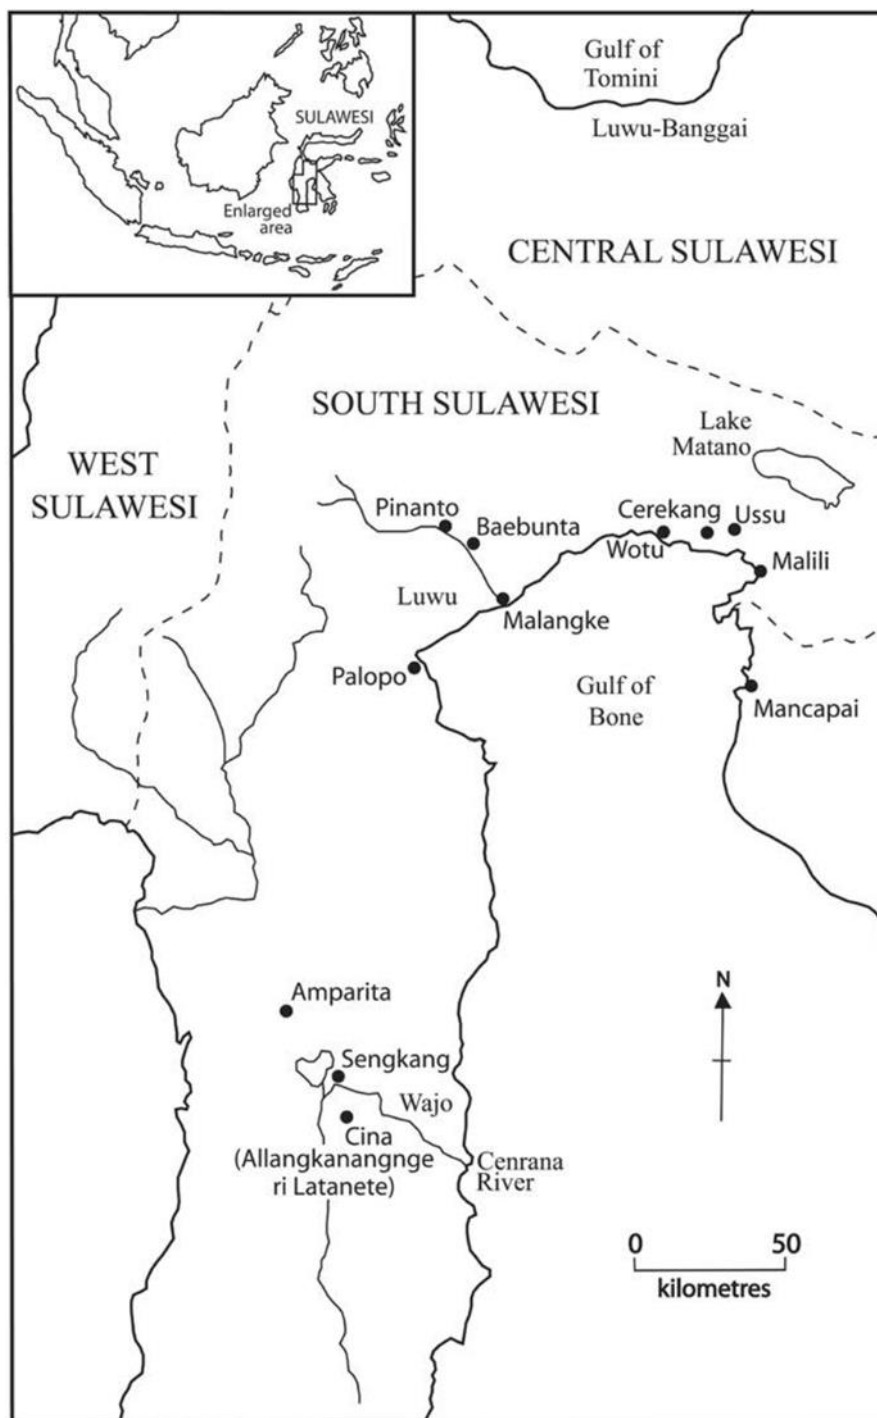 Gulf of
Tomini
Luwu-Banggai
SULAWESI
Enlarged
area
CENTRAL SULAWESI
SOUTH SULAWESI
Lake
Matano
WEST
SULAWESI
Pinanto
Baebunta
Cerekang
Ussu
Wotu
Malili
Luwu
Malangke
Palopo
Gulf of
Bone
Mancapai
N
Amparita
Sengkang
Wajo
Cina
(Allangkanangnge
ri Latanete)
Cenrana
River
0 50
kilometres